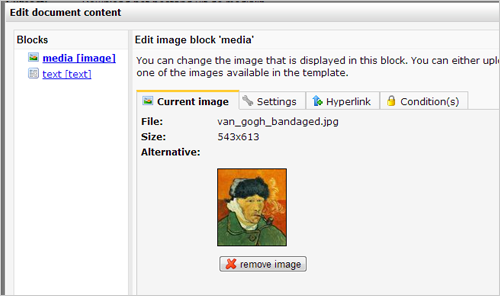 Edit document content
Blocks
media [image]
text [text]
Edit image block 'media'
You can change the image that is displayed in this block. You can either
one of the images available in the template.
Current image
Settings
Hyperlink
Condition(s)
File: van_gogh_bandaged.jpg
Size: 543x613
Alternative:
remove image